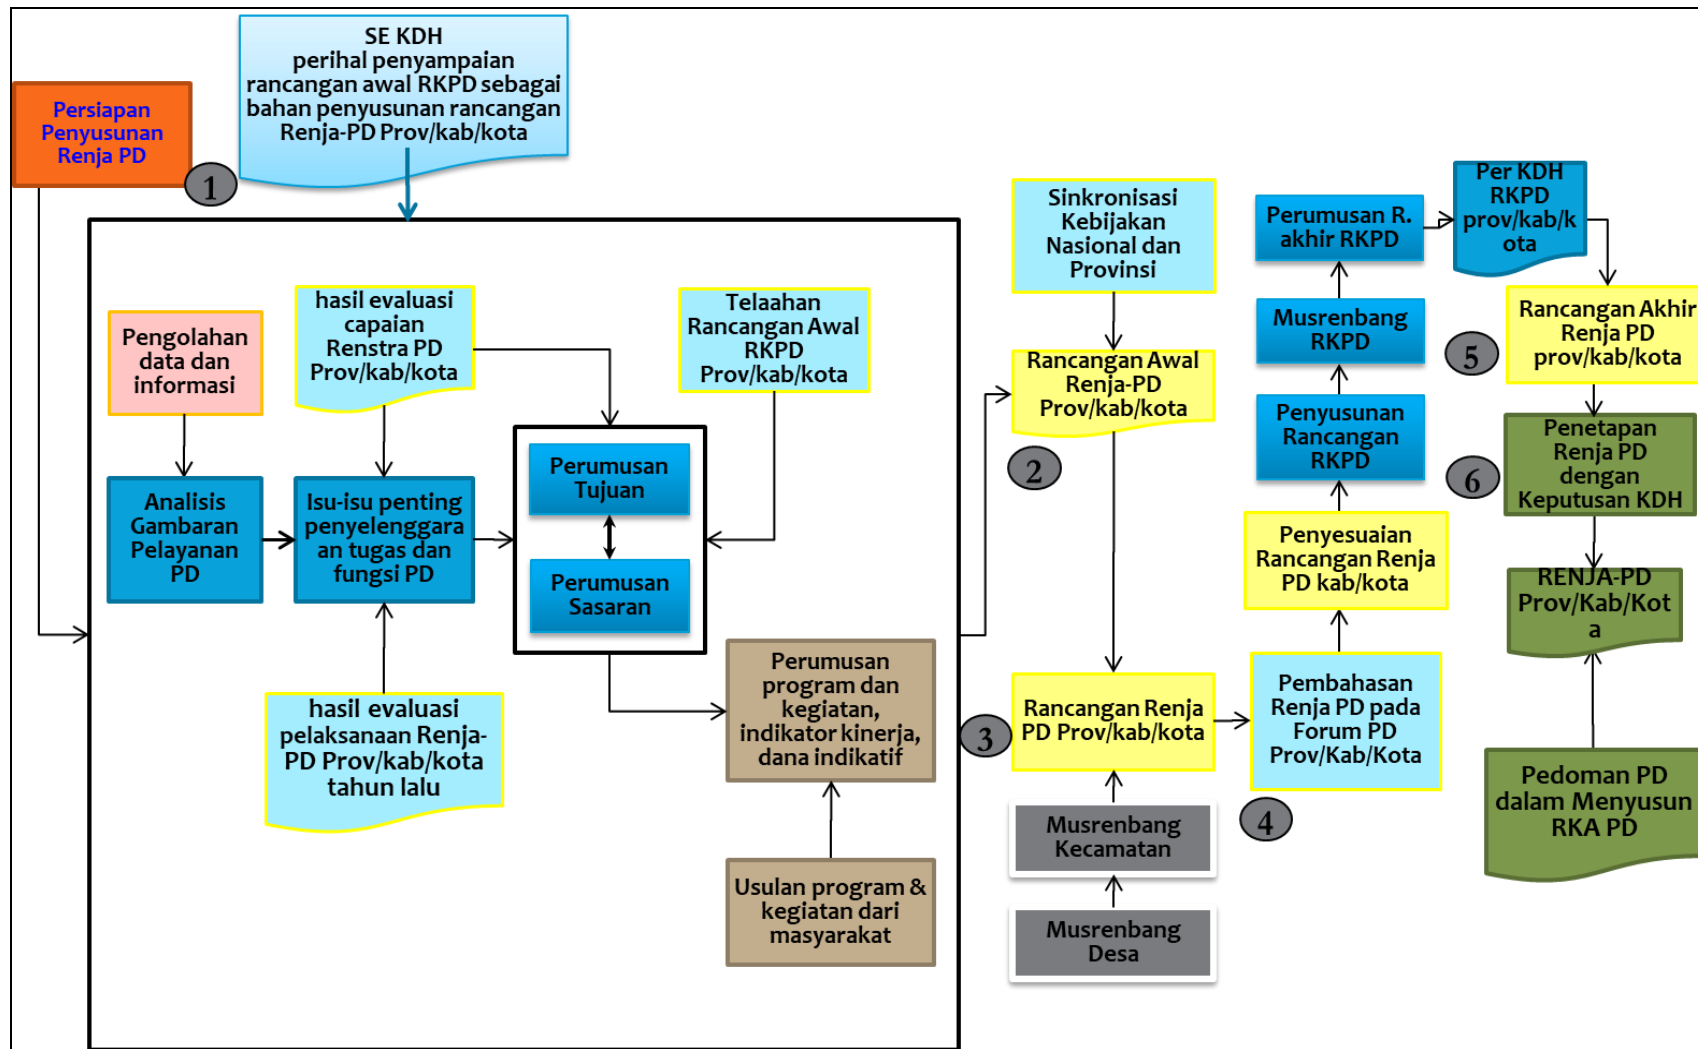 SE KDH
perihal penyampaian
rancangan awal RKPD sebagai
bahan penyusunan rancangan
Renja-PD Prov/kab/kota
Persiapan
Penyusunan
Renja PD
1
Pengolahan
data dan
informasi
hasil evaluasi
capaian
Renstra PD
Prov/kab/kota
Telaahan
Rancangan Awal
RKPD
Prov/kab/kota
Analisis
Gambaran
Pelayanan
PD
Isu-isu penting
penyelenggara
an tugas dan
fungsi PD
Perumusan
Tujuan
Perumusan
Sasaran
hasil evaluasi
pelaksanaan Renja-
PD Prov/kab/kota
tahun lalu
Perumusan
program dan
kegiatan,
indikator kinerja,
dana indikatif
Usulan program &
kegiatan dari
masyarakat
Sinkronisasi
Kebijakan
Nasional dan
Provinsi
Rancangan Awal
Renja-PD
Prov/kab/kota
2
Rancangan Renja
PD Prov/kab/kota
3
Musrenbang
Kecamatan
Musrenbang
Desa
Pembahasan
Renja PD pada
Forum PD
Prov/Kab/Kota
4
Penyesuaian
Rancangan Renja
PD kab/kota
Penyusunan
Rancangan
RKPD
Musrenbang
RKPD
Perumusan R.
akhir RKPD
Per KDH
RKPD
prov/kab/k
ota
Rancangan Akhir
Renja PD
prov/kab/kota
5
Penetapan
Renja PD
dengan
Keputusan KDH
6
RENJA-PD
Prov/Kab/Kot
a
Pedoman PD
dalam Menyusun
RKA PD